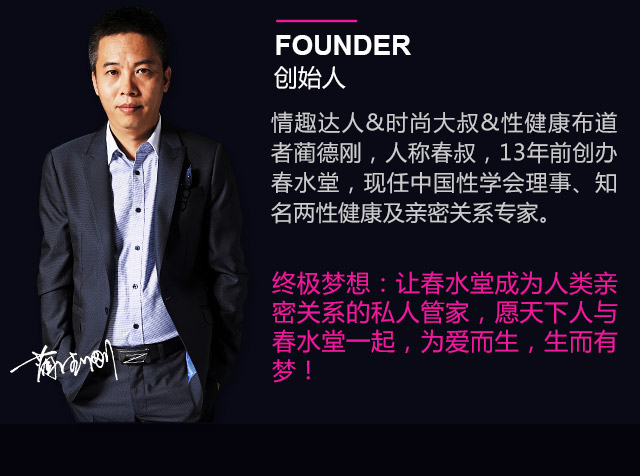 FOUNDER
创始人
情趣达人&时尚大叔&性健康布道
者蔺德刚，人称春叔，13年前创办
春水堂，现任中国性学会理事、知
名两性健康及亲密关系专家。
终极梦想：让春水堂成为人类亲
密关系的私人管家，愿天下人与
春水堂一起，为爱而生，生而有
梦！
蔺德刚